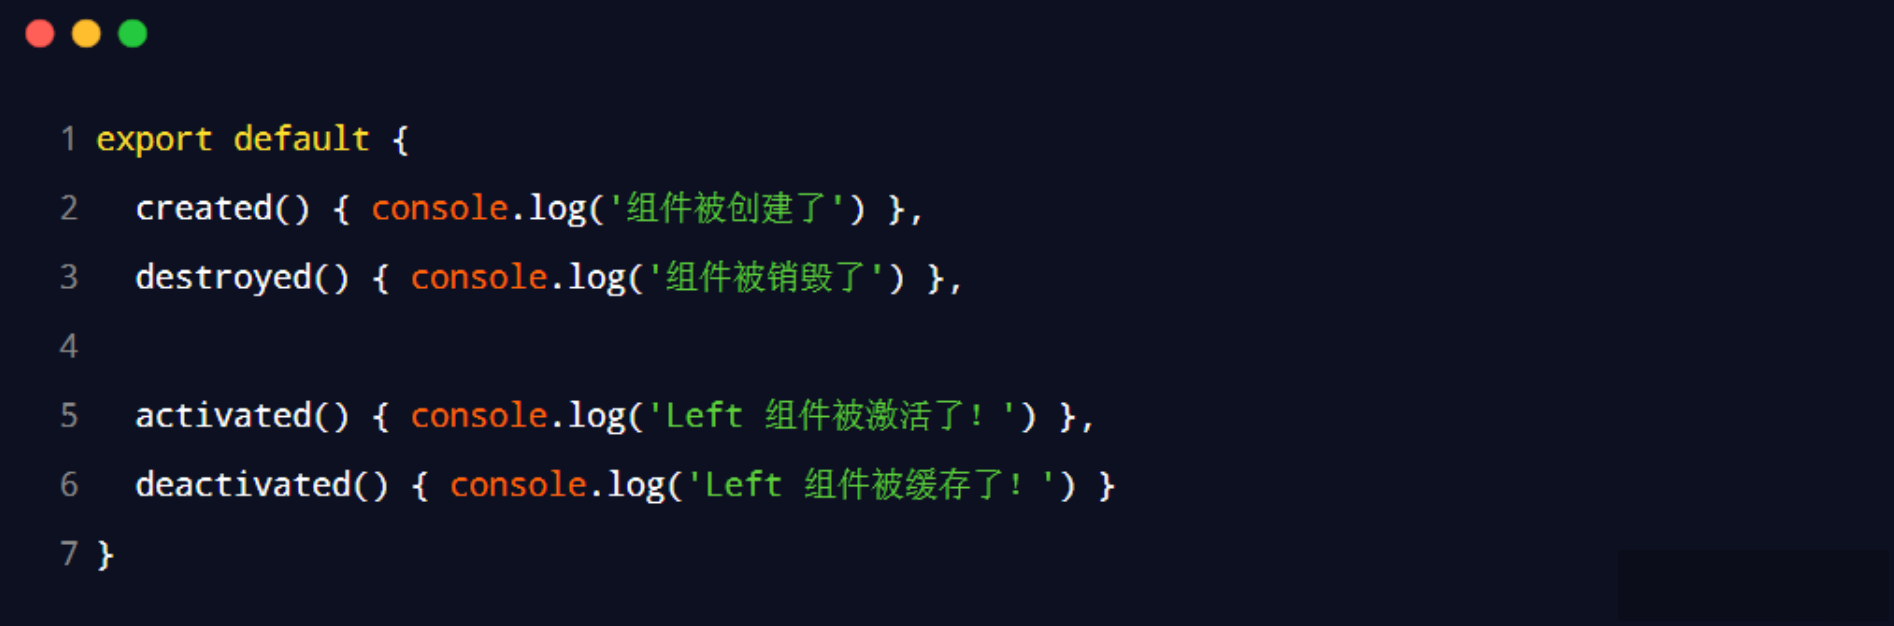 1 export default {
2   created() { console.log('组件被创建了') },
3   destroyed() { console.log('组件被销毁了') },
4
5   activated() { console.log('Left 组件被激活了！') },
6   deactivated() { console.log('Left 组件被缓存了！') }
7 }